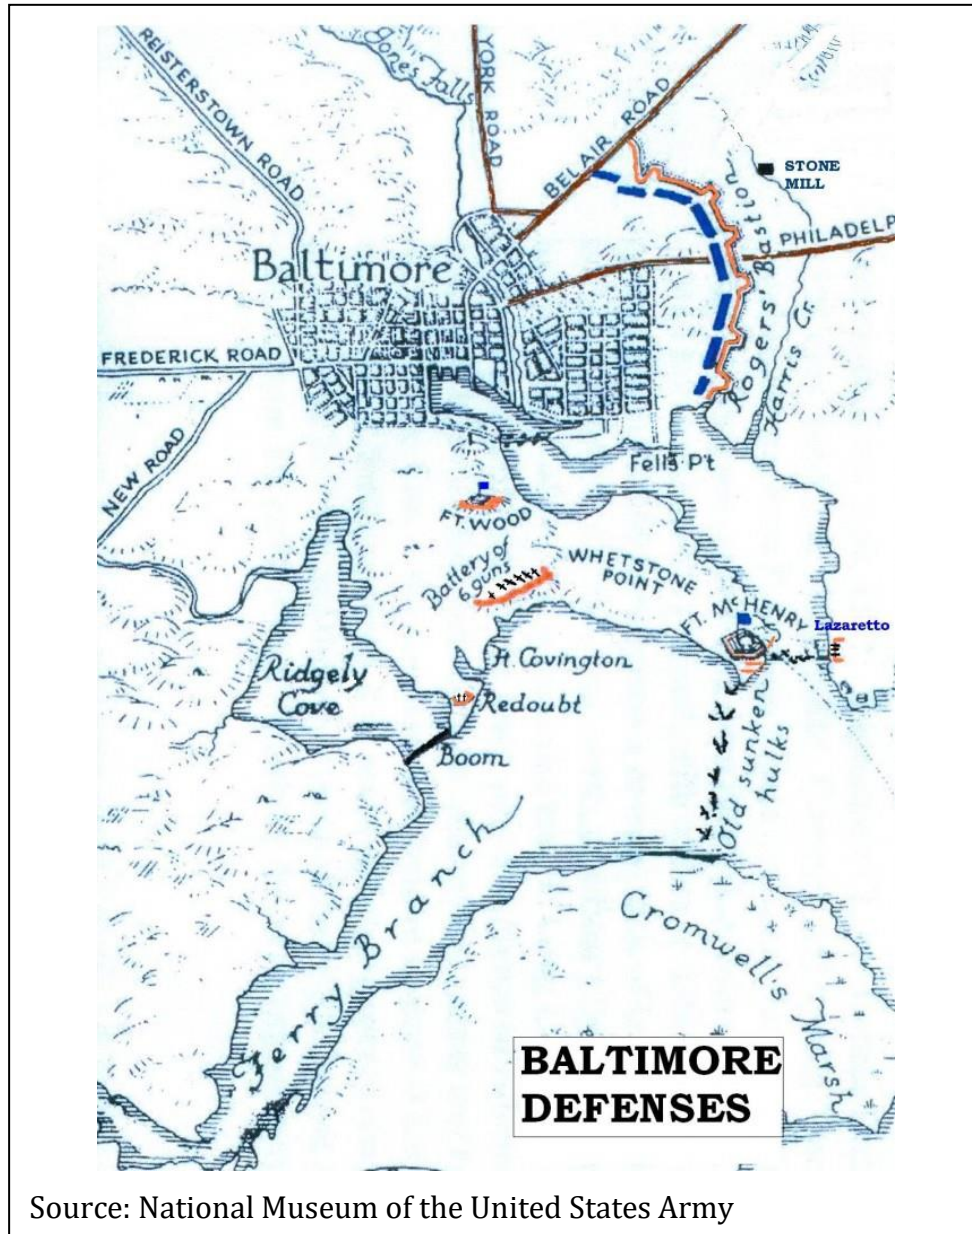 REISTERSTOWN ROAD
Jones Falls
YORK ROAD
BEL AIR ROAD
STONE
MILL
PHILADELP
Baltimore
Rogers' Bastion
Harris Cr.
FREDERICK ROAD
NEW ROAD
Fells Pt
FT. WOOD
Battery of
6 guns
WHETSTONE
POINT
FT. McHENRY
Lazaretto
Ridgely
Cove
Ft. Covington
Redoubt
Boom
Old sunken
hulks
Ferry Branch
Cromwell's Marsh
BALTIMORE
DEFENSES
Source: National Museum of the United States Army